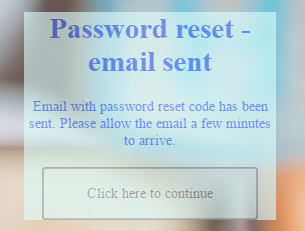 Password reset -
email sent
Email with password reset code has been
sent. Please allow the email a few minutes
to arrive.
Click here to continue